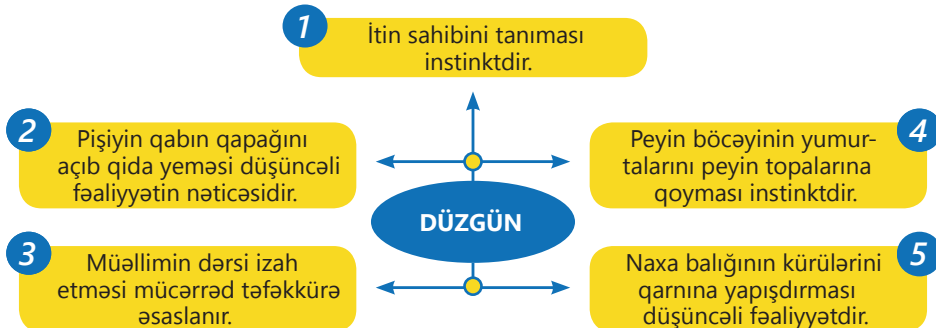 1
İtin sahibini tanıması
instinktdir.
2
Pişiyin qabın qapağını
açıb qida yeməsi düşüncəli
fəaliyyətin nəticəsidir.
4
Peyin böcəyinin yumur-
talarını peyin topalarına
qoyması instinktdir.
DÜZGÜN
3
Müəllimin dərsi izah
etməsi mücərrəd təfəkkürə
əsaslanır.
5
Naxa balığının kürülərini
qarnına yapışdırması
düşüncəli fəaliyyətdir.